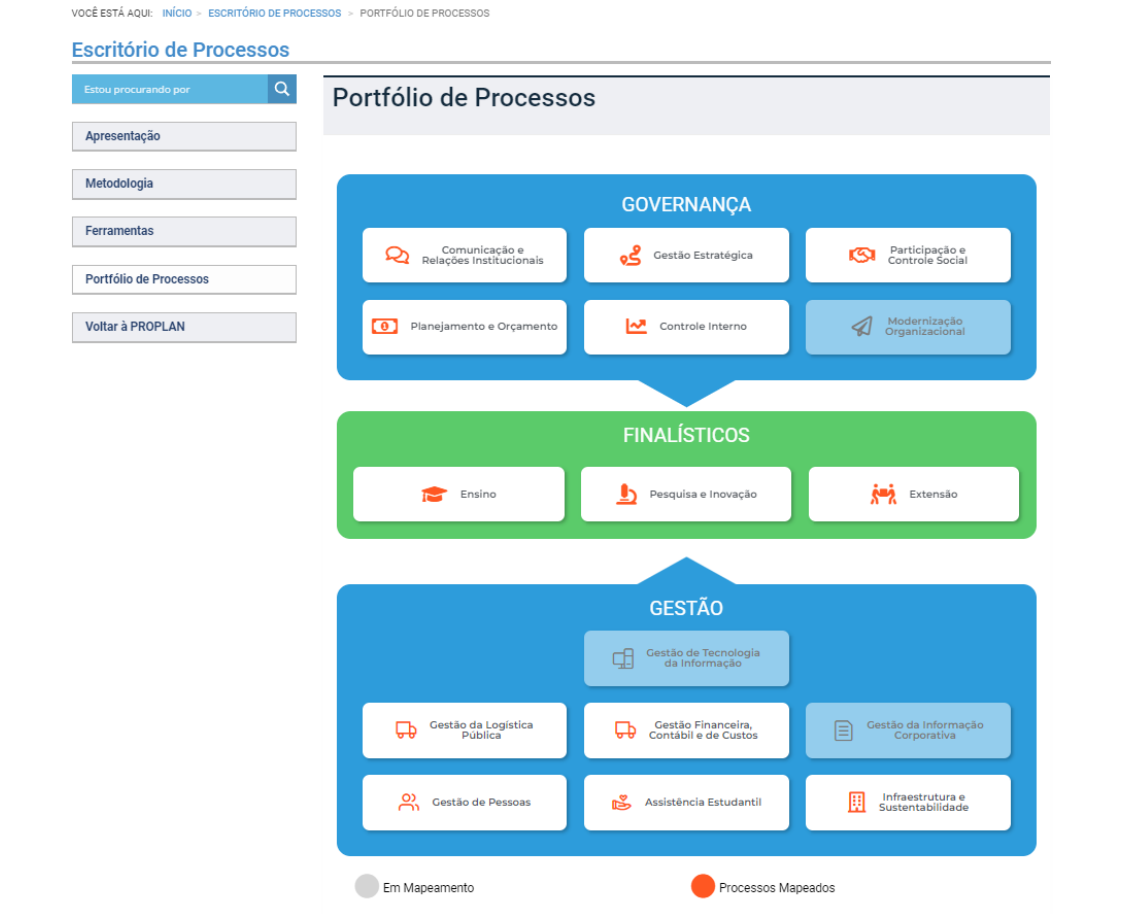 VOCÊ ESTÁ AQUI: INÍCIO > ESCRITÓRIO DE PROCESSOS > PORTFÓLIO DE PROCESSOS
Escritório de Processos
Estou procurando por
Apresentação
Metodologia
Ferramentas
Portfólio de Processos
Voltar à PROPLAN
Portfólio de Processos
GOVERNANÇA
Comunicação e
Relações Institucionais
Gestão Estratégica
Participação e
Controle Social
Planejamento e Orçamento
Controle Interno
Modernização
Organizacional
FINALÍSTICOS
Ensino
Pesquisa e Inovação
Extensão
GESTÃO
Gestão de Tecnologia
da Informação
Gestão da Logística
Pública
Gestão Financeira,
Contábil e de Custos
Gestão da Informação
Corporativa
Gestão de Pessoas
Assistência Estudantil
Infraestrutura e
Sustentabilidade
Em Mapeamento
Processos Mapeados